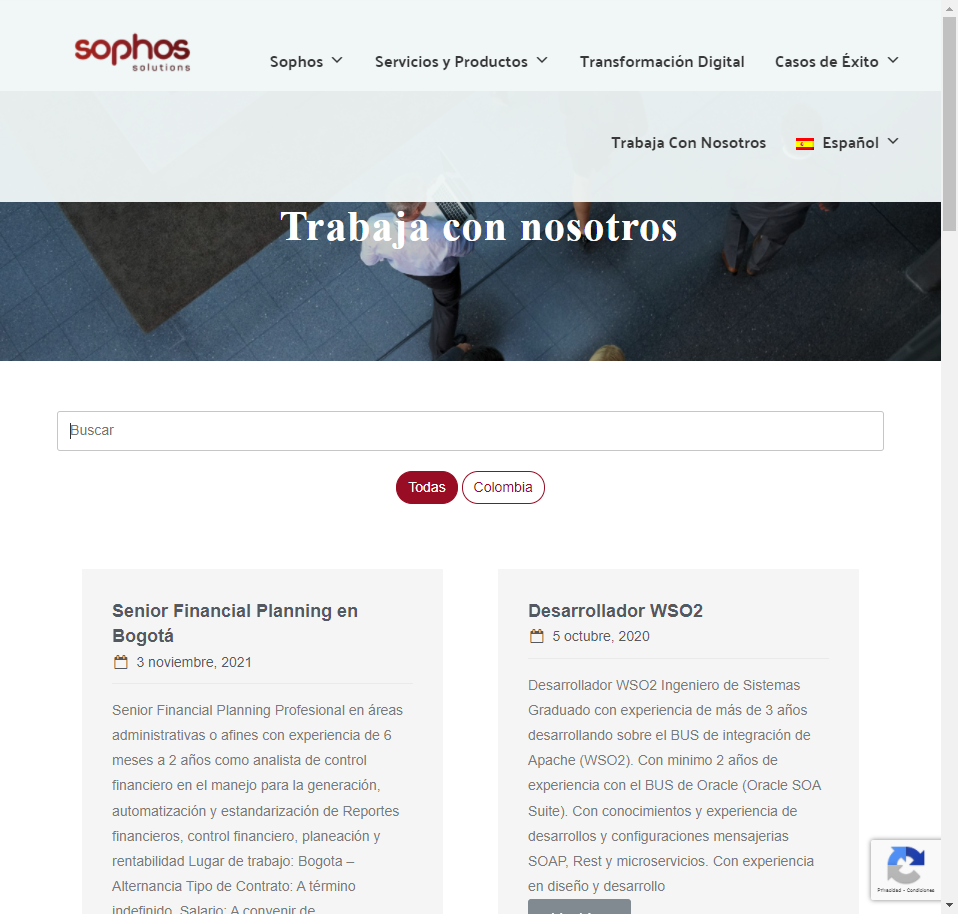 sophos
solutions
Sophos
Servicios y Productos
Transformación Digital
Casos de Éxito
Trabaja Con Nosotros
Español
Trabaja con nosotros
Buscar
Todas
Colombia
Senior Financial Planning en
Bogotá
3 noviembre, 2021
Senior Financial Planning Profesional en áreas
administrativas o afines con experiencia de 6
meses a 2 años como analista de control
financiero en el manejo para la generación,
automatización y estandarización de Reportes
financieros, control financiero, planeación y
rentabilidad Lugar de trabajo: Bogota –
Alternancia Tipo de Contrato: A término
indefinido Salario: A convenir de
Desarrollador WSO2
5 octubre, 2020
Desarrollador WSO2 Ingeniero de Sistemas
Graduado con experiencia de más de 3 años
desarrollando sobre el BUS de integración de
Apache (WSO2). Con minimo 2 años de
experiencia con el BUS de Oracle (Oracle SOA
Suite). Con conocimientos y experiencia de
desarrollos y configuraciones mensajerias
SOAP, Rest y microservicios. Con experiencia
en diseño y desarrollo
Privacidad - Condiciones